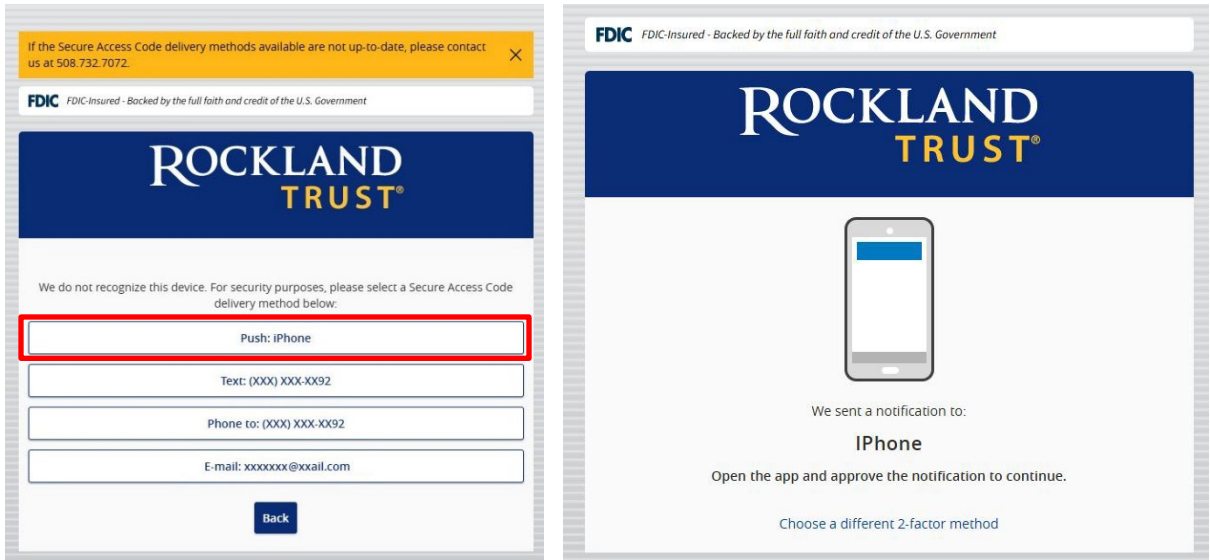 If the Secure Access Code delivery methods available are not up-to-date, please contact
us at 508.732.7072.
FDIC FDIC-Insured - Backed by the full faith and credit of the U.S. Government
ROCKLAND
TRUST®
We do not recognize this device. For security purposes, please select a Secure Access Code
delivery method below:
Push: iPhone
Text: (XXX) XXX-XX92
Phone to: (XXX) XXX-XX92
E-mail: xxxxxxx@xxail.com
Back
FDIC FDIC-Insured - Backed by the full faith and credit of the U.S. Government
ROCKLAND
TRUST®
We sent a notification to:
IPhone
Open the app and approve the notification to continue.
Choose a different 2-factor method